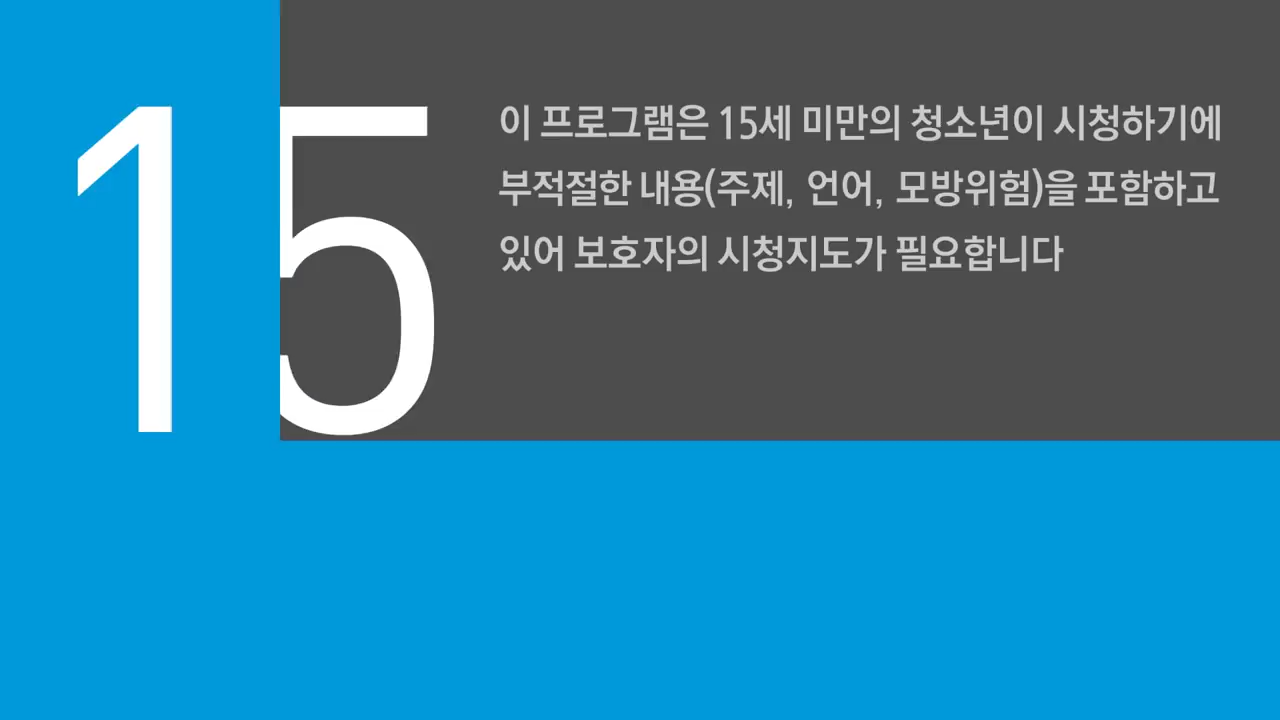 15
이 프로그램은 15세 미만의 청소년이 시청하기에
부적절한 내용(주제, 언어, 모방위험)을 포함하고
있어 보호자의 시청지도가 필요합니다